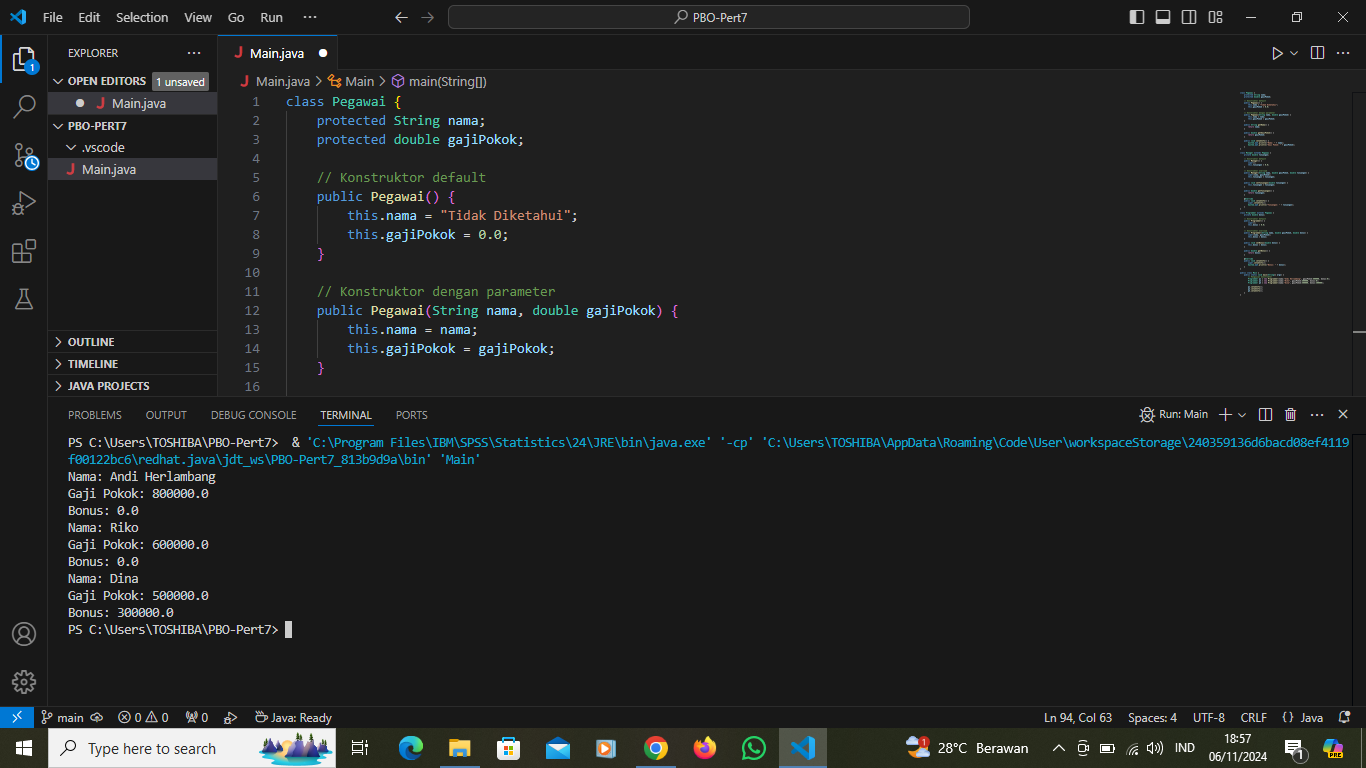 File Edit Selection View Go Run ···
PBO-Pert7
EXPLORER
OPEN EDITORS 1 unsaved
Main.java
PBO-PERT7
.vscode
Main.java
OUTLINE
TIMELINE
JAVA PROJECTS
1
Main.java
Main.java > Main > main(String[])
1 class Pegawai {
2 protected String nama;
3 protected double gajiPokok;
4
5 // Konstruktor default
6 public Pegawai() {
7 this.nama = "Tidak Diketahui";
8 this.gajiPokok = 0.0;
9 }
10
11 // Konstruktor dengan parameter
12 public Pegawai(String nama, double gajiPokok) {
13 this.nama = nama;
14 this.gajiPokok = gajiPokok;
15 }
16
PROBLEMS OUTPUT DEBUG CONSOLE TERMINAL PORTS
Run: Main
PS C:\Users\TOSHIBA\PBO-Pert7> & 'C:\Program Files\IBM\SPSS\Statistics\24\JRE\bin\java.exe' '-cp' 'C:\Users\TOSHIBA\AppData\Roaming\Code\User\workspaceStorage\240359136d6bacd08ef4119
f00122bc6\redhat.java\jdt_ws\PBO-Pert7_813b9d9a\bin' 'Main'
Nama: Andi Herlambang
Gaji Pokok: 800000.0
Bonus: 0.0
Nama: Riko
Gaji Pokok: 600000.0
Bonus: 0.0
Nama: Dina
Gaji Pokok: 500000.0
Bonus: 300000.0
PS C:\Users\TOSHIBA\PBO-Pert7>
main 0 0 0 Java: Ready
Ln 94, Col 63 Spaces: 4 UTF-8 CRLF {} Java
Type here to search
1 28°C Berawan IND
18:57
06/11/2024
1
PRE